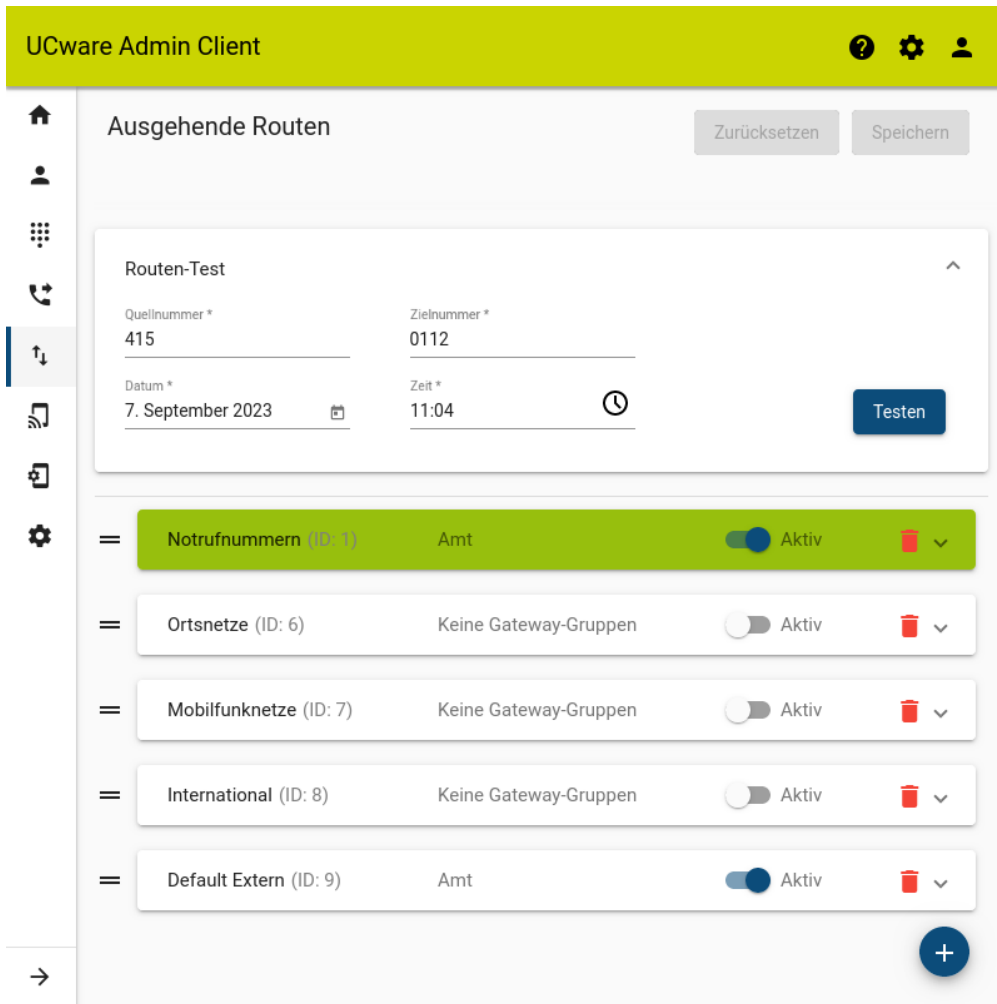 UCware Admin Client
Ausgehende Routen
Zurücksetzen Speichern
Routen-Test
Quellnummer * Zielnummer *
415 0112
Datum * Zeit *
7. September 2023 11:04
Testen
Notrufnummern (ID: 1) Amt Aktiv
Ortsnetze (ID: 6) Keine Gateway-Gruppen Aktiv
Mobilfunknetze (ID: 7) Keine Gateway-Gruppen Aktiv
International (ID: 8) Keine Gateway-Gruppen Aktiv
Default Extern (ID: 9) Amt Aktiv